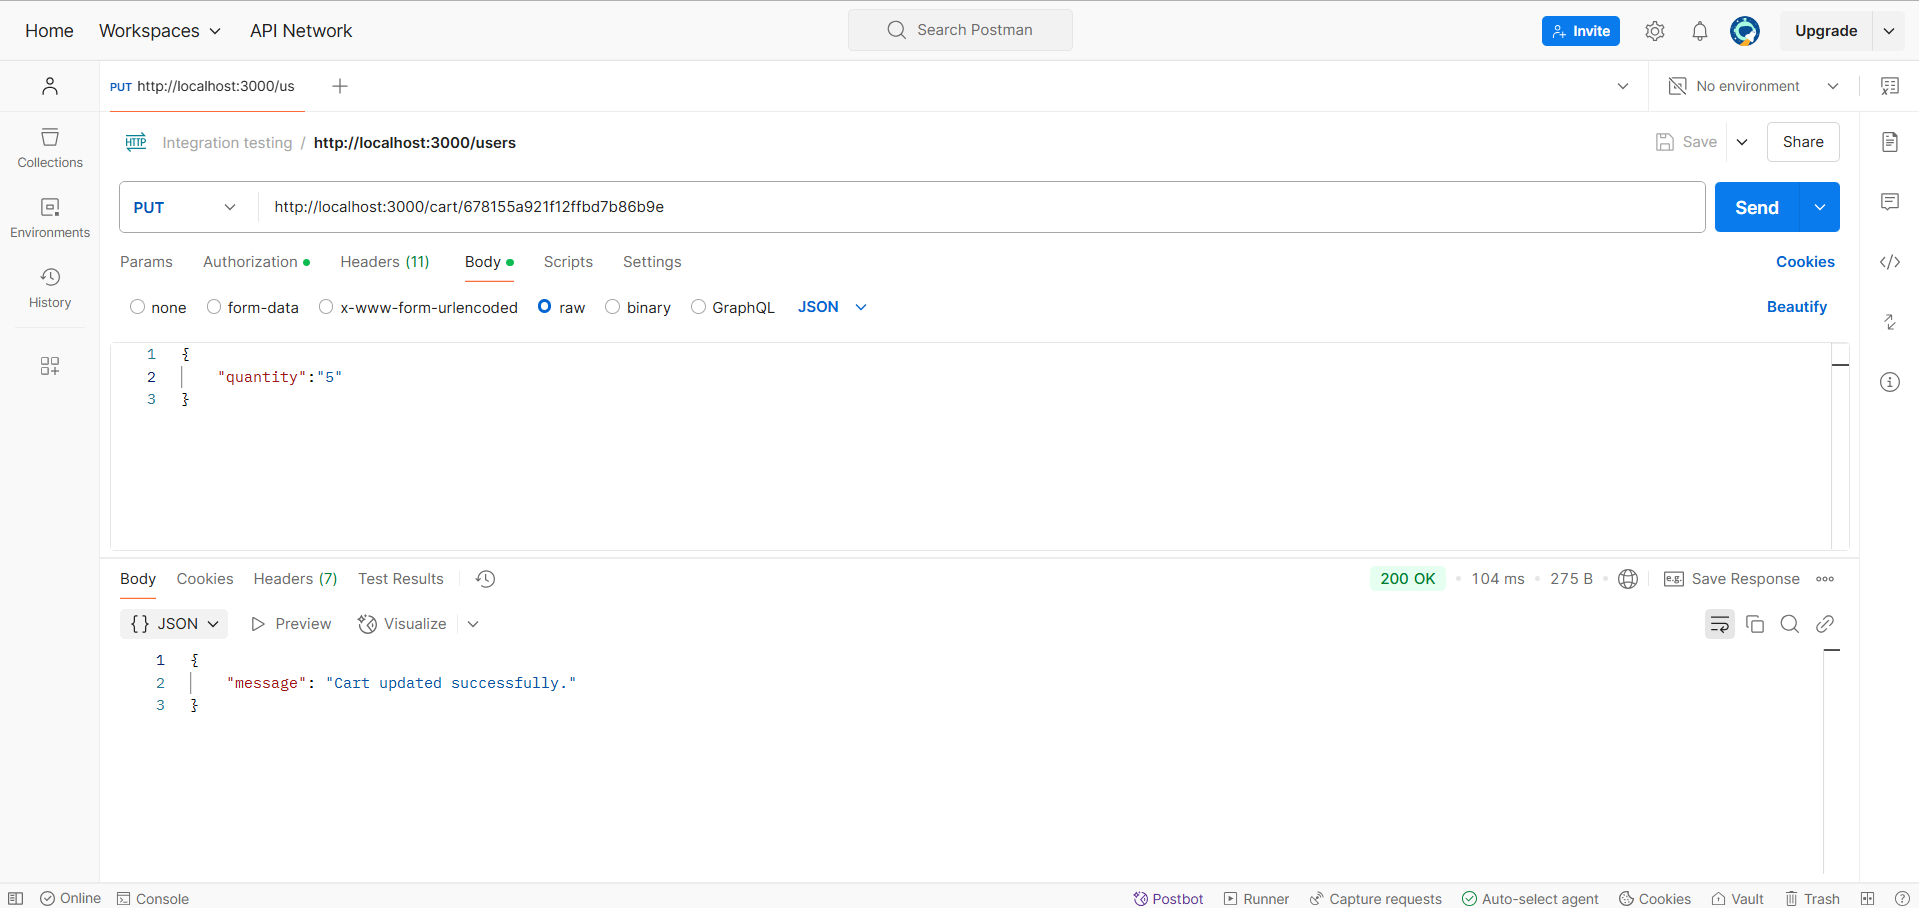 Home Workspaces API Network Search Postman Invite Upgrade
PUT http://localhost:3000/us No environment
HTTP Integration testing / http://localhost:3000/users Save Share
Collections
PUT http://localhost:3000/cart/678155a921f12ffbd7b86b9e Send
Environments
Params Authorization Headers (11) Body Scripts Settings Cookies
History
none form-data x-www-form-urlencoded raw binary GraphQL JSON Beautify
1 {
2 "quantity":"5"
3 }
Body Cookies Headers (7) Test Results 200 OK 104 ms 275 B e.g. Save Response
{} JSON Preview Visualize
1 {
2 "message": "Cart updated successfully."
3 }
Online Console Postbot Runner Capture requests Auto-select agent Cookies Vault Trash